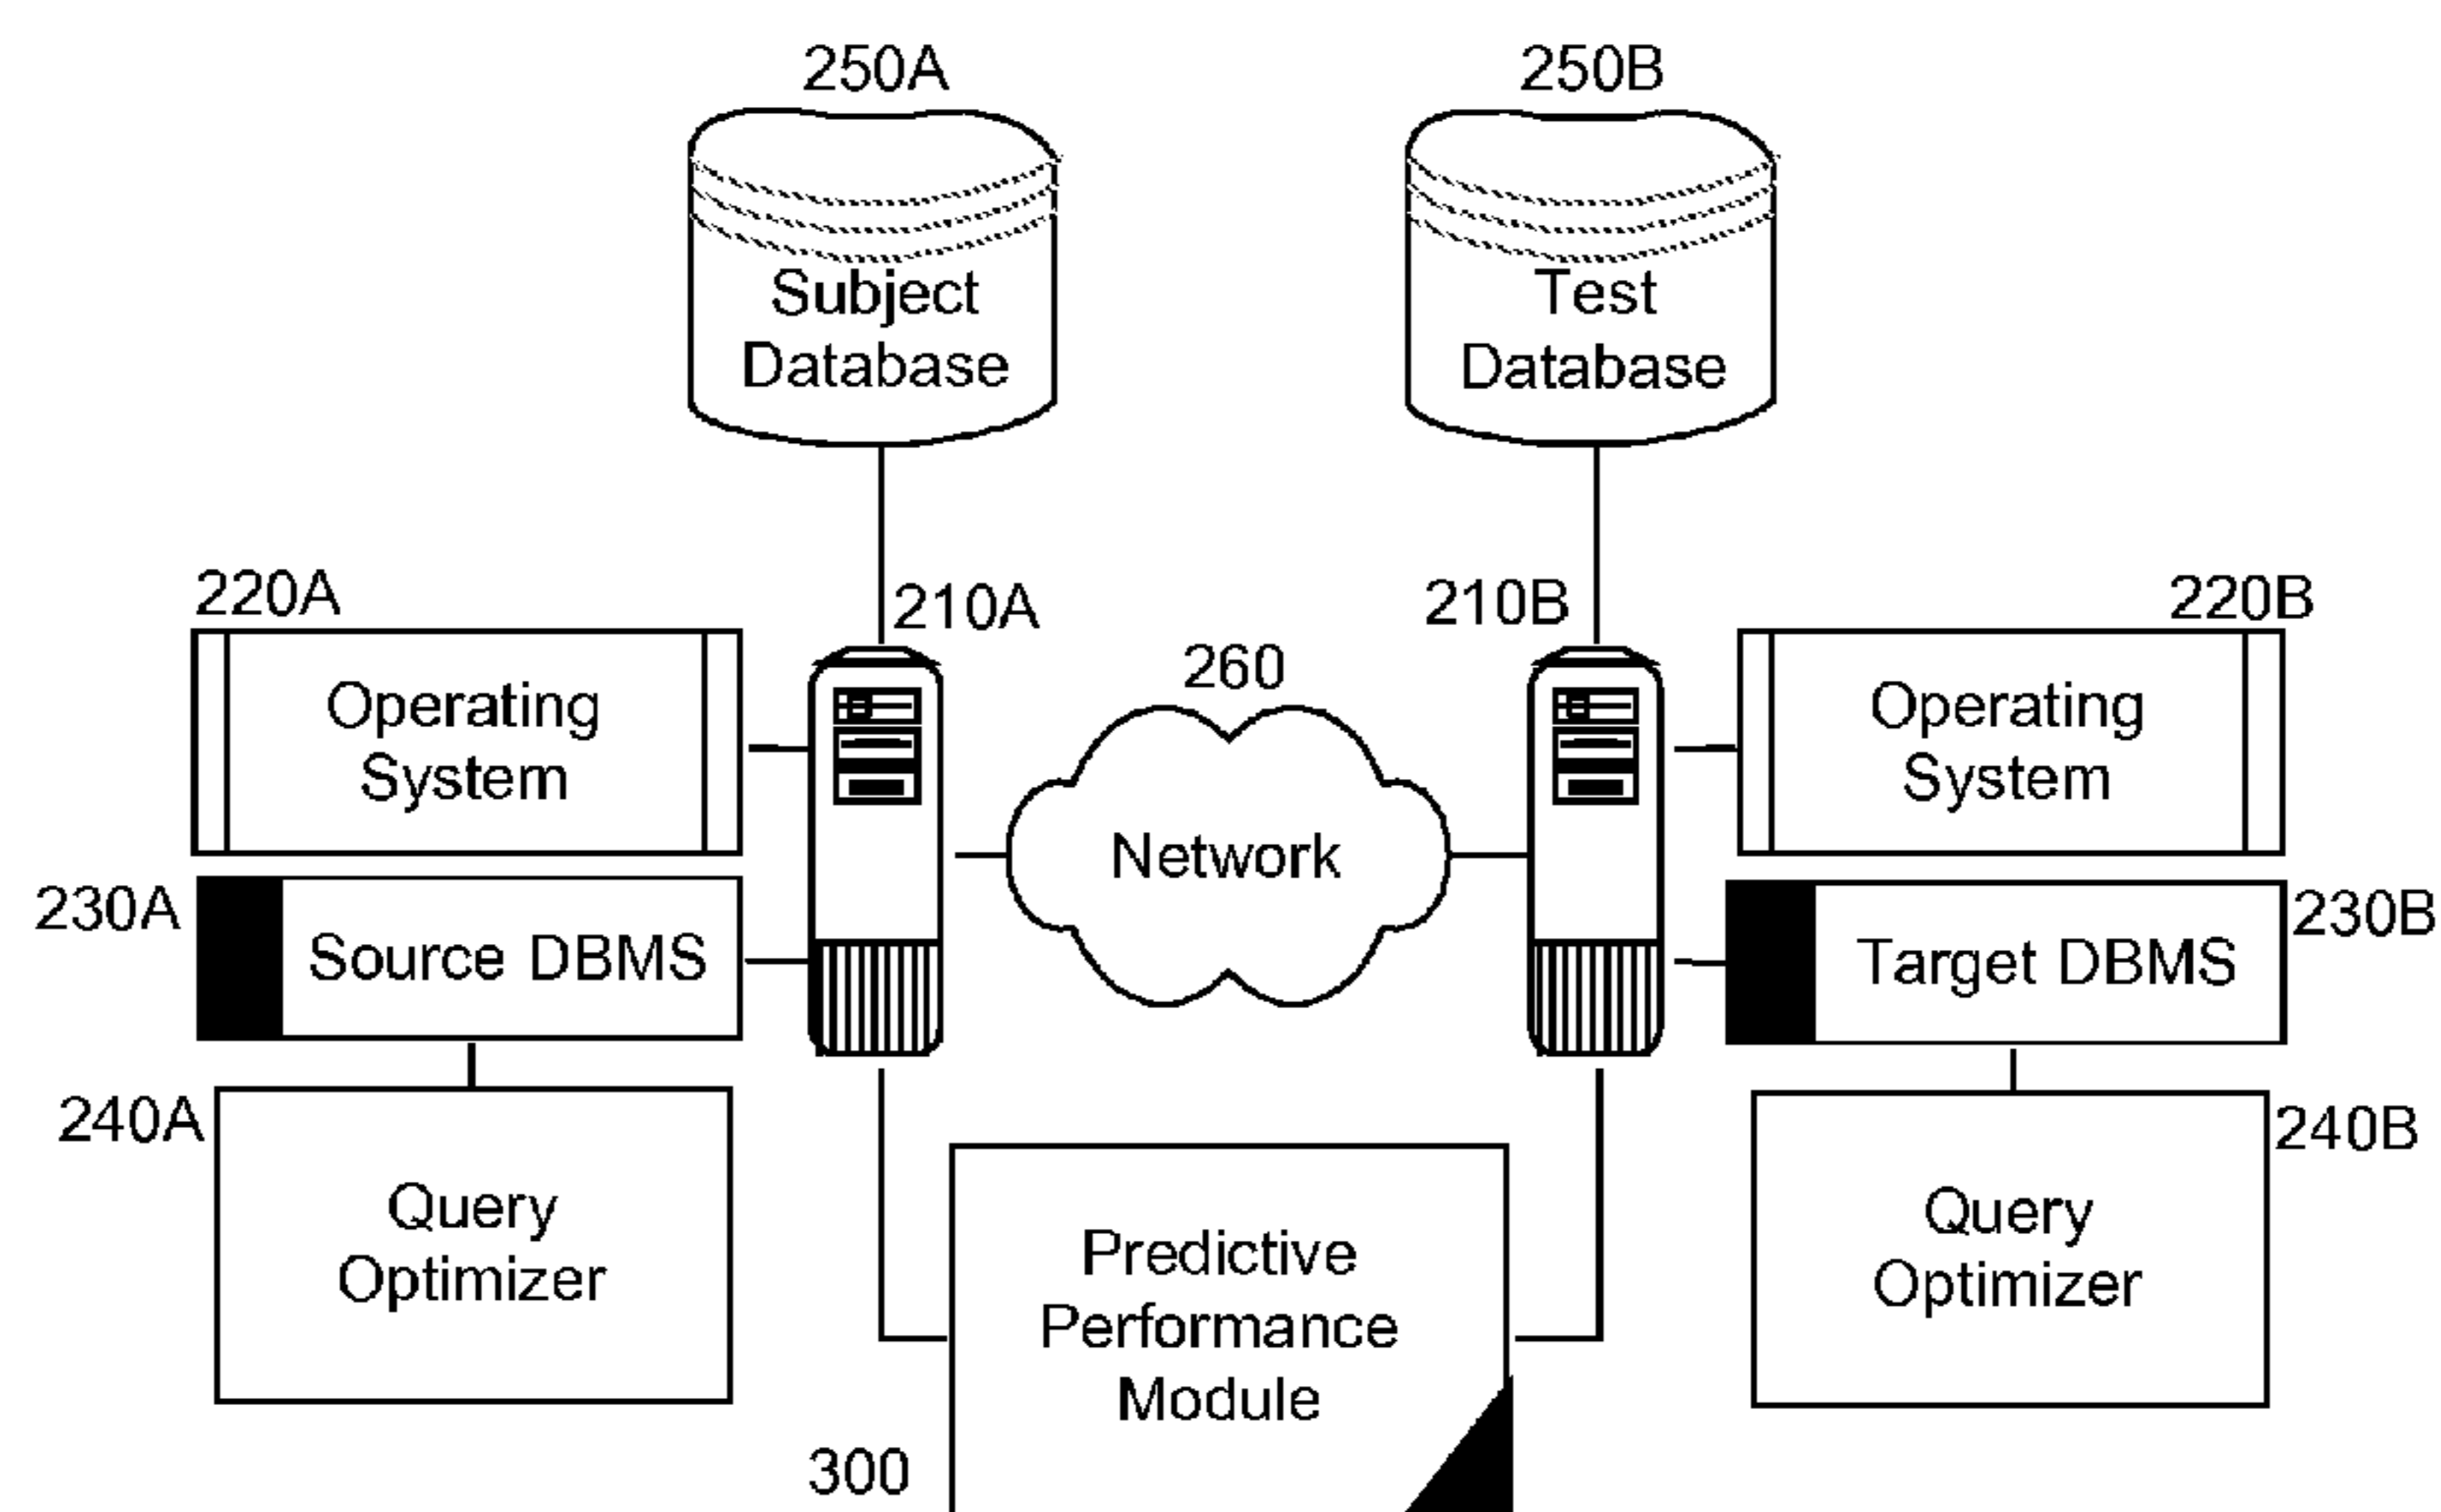 250A
250B
Subject
Database
Test
Database
220A
210A
210B
220B
Operating
System
260
Operating
System
Network
230A
Source DBMS
Target DBMS
230B
240A
Query
Optimizer
Predictive
Performance
Module
240B
Query
Optimizer
300